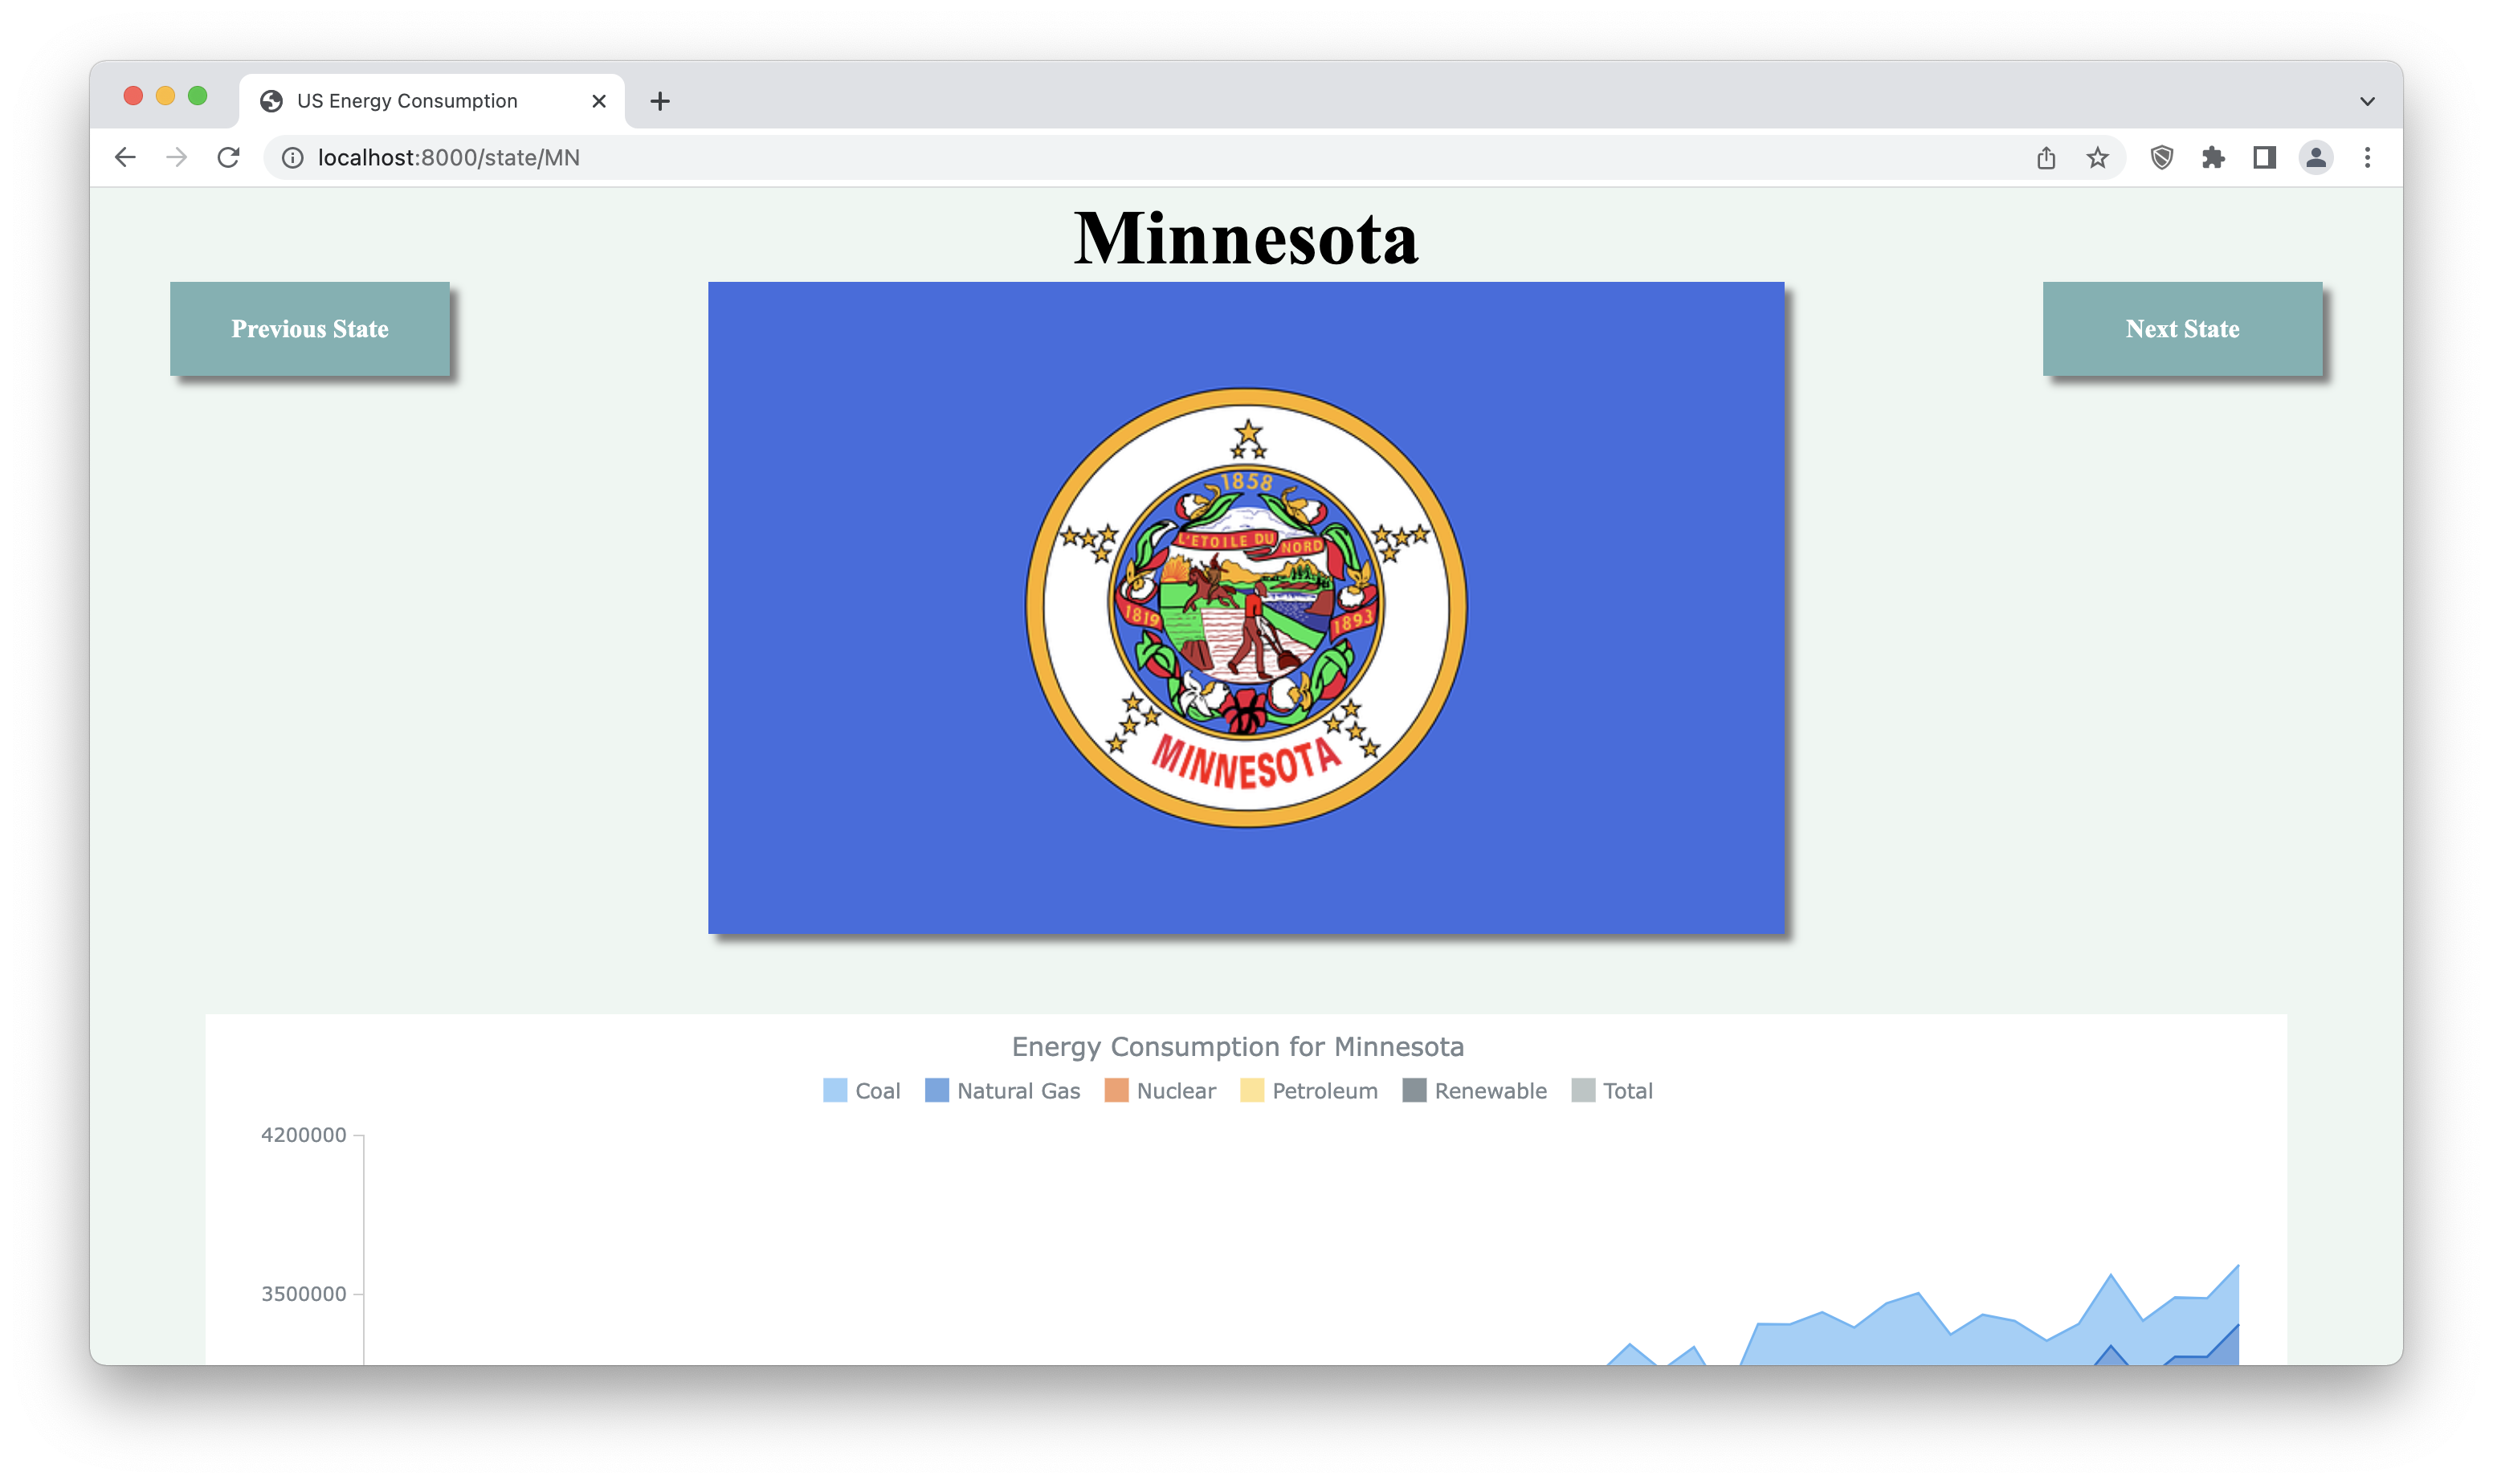 US Energy Consumption
localhost:8000/state/MN
Minnesota
Previous State
Next State
1858
L'ETOILE DU NORD
1819
1893
MINNESOTA
Energy Consumption for Minnesota
Coal Natural Gas Nuclear Petroleum Renewable Total
4200000
3500000